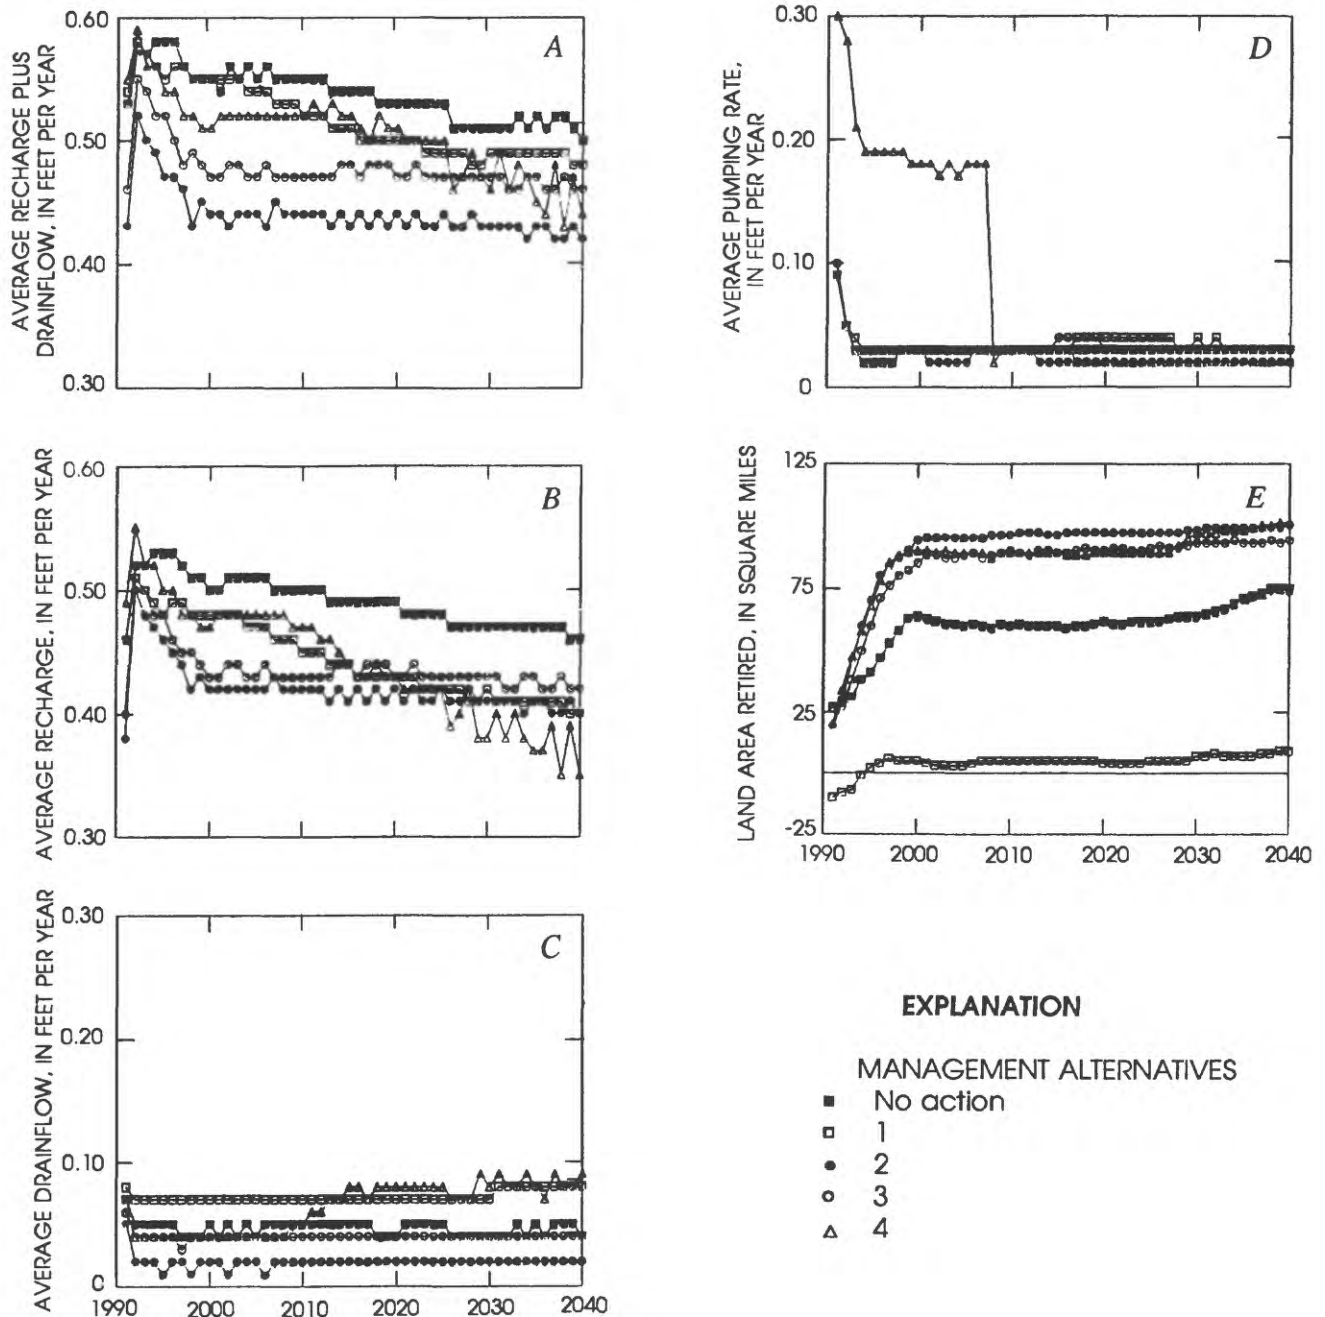 AVERAGE RECHARGE PLUS
DRAINFLOW, IN FEET PER YEAR
0.60
0.50
0.40
0.30
A
AVERAGE RECHARGE, IN FEET PER YEAR
0.60
0.50
0.40
0.30
B
AVERAGE DRAINFLOW, IN FEET PER YEAR
0.30
0.20
0.10
0
C
1990 2000 2010 2020 2030 2040
AVERAGE PUMPING RATE,
IN FEET PER YEAR
0.30
0.20
0.10
0
D
LAND AREA RETIRED, IN SQUARE MILES
125
75
25
-25
E
1990 2000 2010 2020 2030 2040
EXPLANATION
MANAGEMENT ALTERNATIVES
No action
1
2
3
4